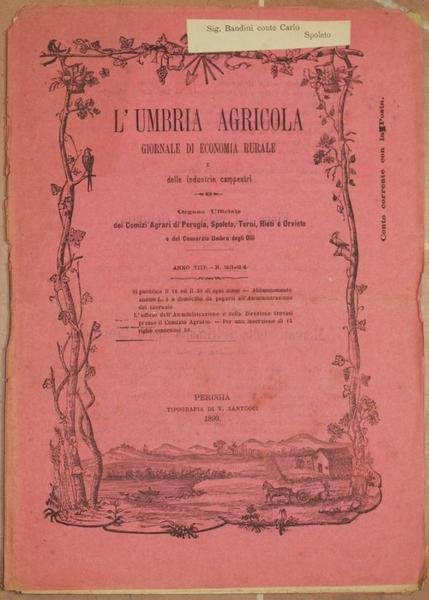 Sig. Bandini conte Carlo
Spoleto
L'UMBRIA AGRICOLA
GIORNALE DI ECONOMIA RURALE
E
delle industrie campestri
Organo Ufficiale
dei Comizi Agrari di Perugia, Spoleto, Terni, Rieti e Orvieto
e del Consorzio Umbro degli Olii
ANNO VIII. - N. 23-24
Si pubblica il 15 ed il 30 di ogni mese — Abbonamento
annuo L. 5 a domicilio da pagarsi all'Amministrazione
del Giornale
L'ufficio dell'Amministrazione e della Direzione trovasi
presso il Comizio Agrario — Per una inserzione di
righe centesimi 50.
PERUGIA
TIPOGRAFIA DI V. SANTUCCI
1890.
Conto corrente con la Posta.